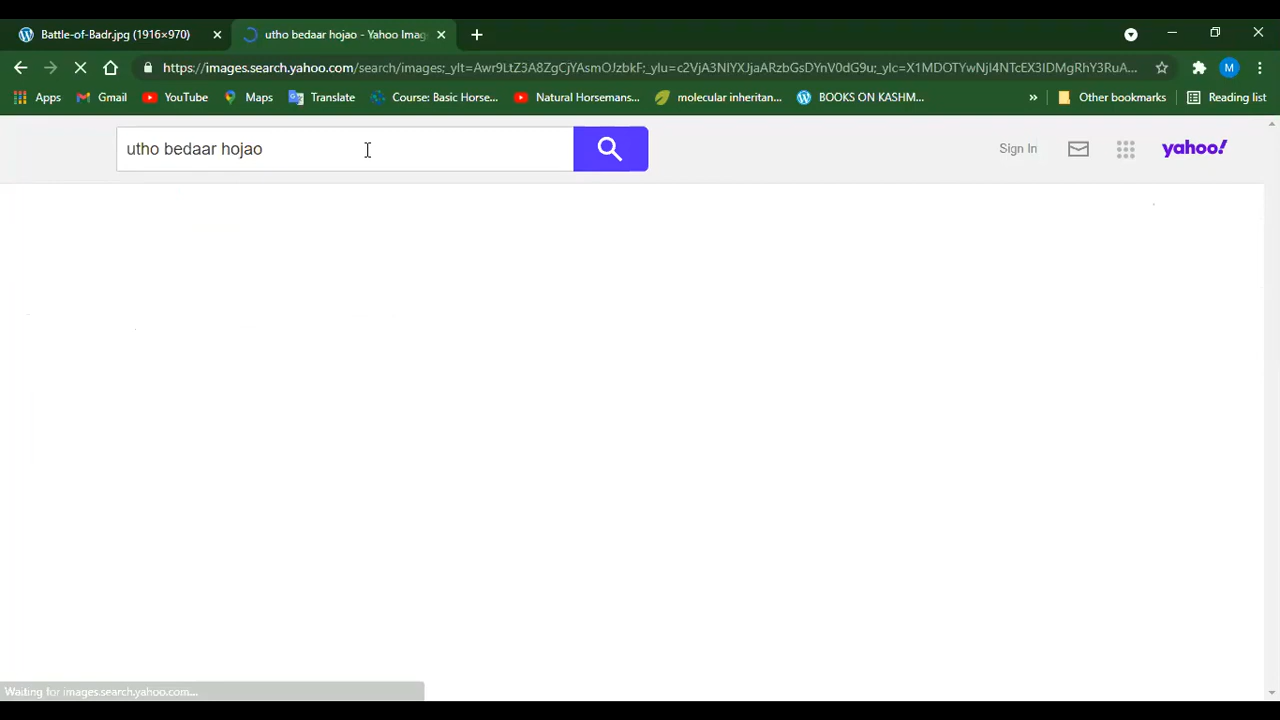 Battle-of-Badr.jpg (1916×970)
utho bedaar hojao - Yahoo Imag
https://images.search.yahoo.com/search/images;_ylt=Awr9LtZ3A8ZgCjYAsmOJzbkF;_ylu=c2VjA3NlYXJjaARzbGsDYnV0dG9u;_ylc=X1MDOTYwNjI4NTcEX3IDMgRhY3RuA...
M
Apps
Gmail
YouTube
Maps
Translate
Course: Basic Horse...
Natural Horsemans...
molecular inheritan...
BOOKS ON KASHM...
»
Other bookmarks
Reading list
utho bedaar hojao
Sign In
yahoo!
Waiting for images.search.yahoo.com...